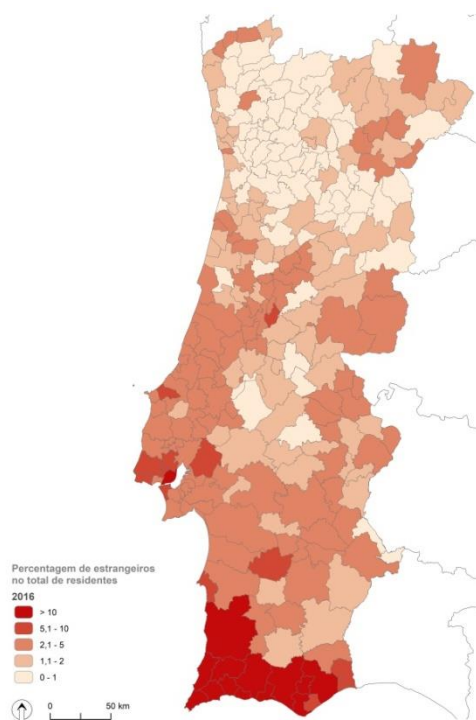 Percentagem de estrangeiros
no total de residentes
2016
> 10
5,1 - 10
2,1 - 5
1,1 - 2
0 - 1
0 50 km